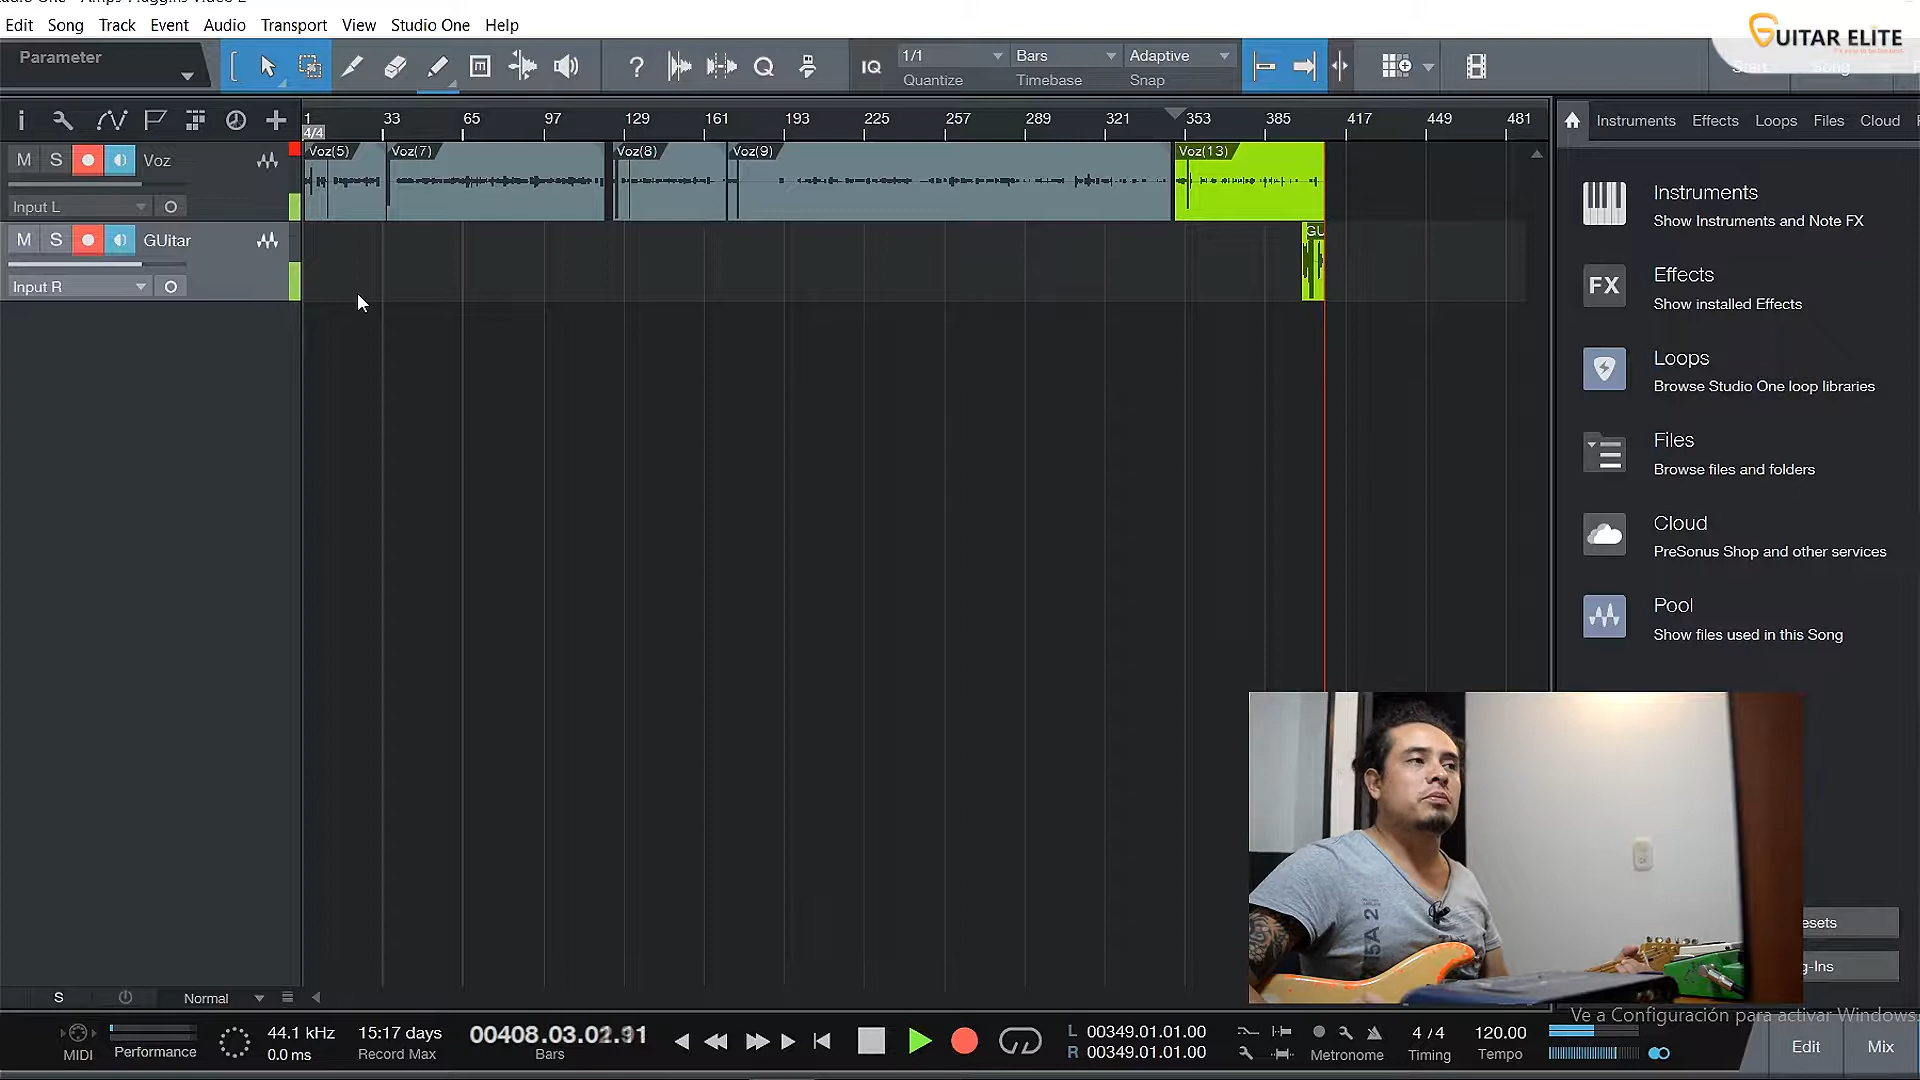 Edit Song Track Event Audio Transport View Studio One Help
GUITAR ELITE
Parameter
IQ
1/1
Quantize
Bars
Timebase
Adaptive
Snap
Start
Song
1 33 65 97 129 161 193 225 257 289 321 353 385 417 449 481
4/4
Instruments Effects Loops Files Cloud
M S Voz
Input L
Voz(5) Voz(7) Voz(8) Voz(9) Voz(13)
M S GUitar
Input R
GU
Instruments
Show Instruments and Note FX
FX
Effects
Show installed Effects
Loops
Browse Studio One loop libraries
Files
Browse files and folders
Cloud
PreSonus Shop and other services
Pool
Show files used in this Song
5A 2
esets
g-Ins
S Normal
Ve a Configuración para activar Windows.
MIDI
Performance
44.1 kHz
0.0 ms
15:17 days
Record Max
Bars
L 00349.01.01.00
R 00349.01.01.00
Metronome
4 / 4
Timing
120.00
Tempo
Edit
Mix